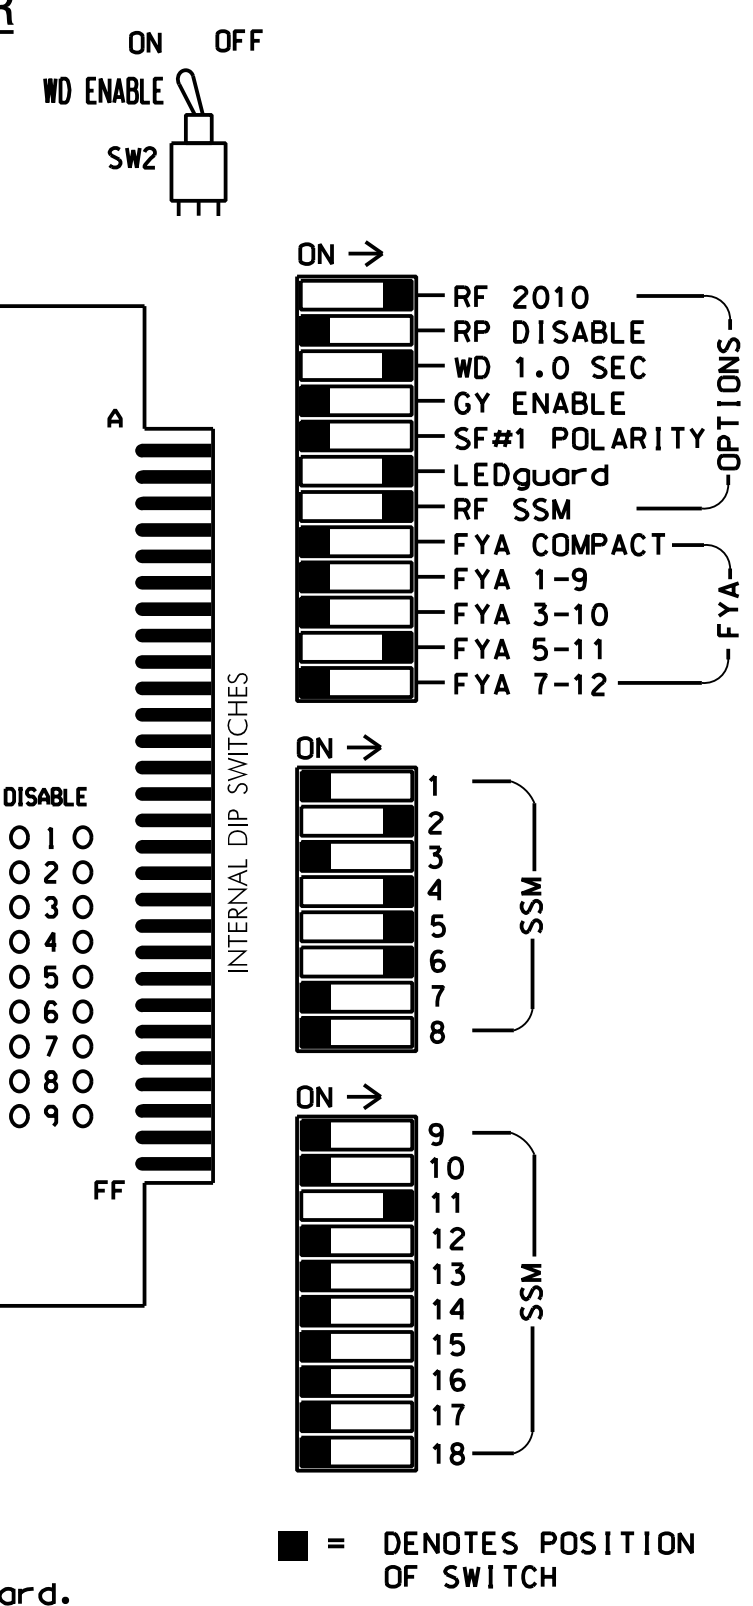 ON OFF
WD ENABLE
SW2
ON
RF 2010
RP DISABLE
WD 1.0 SEC
GY ENABLE
SF#1 POLARITY
LEDguard
RF SSM
OPTIONS
FYA COMPACT
FYA 1-9
FYA 3-10
FYA 5-11
FYA 7-12
FYA
A
FF
INTERNAL DIP SWITCHES
DISABLE
1
2
3
4
5
6
7
8
9
ON
1
2
3
4
5
6
7
8
SSM
ON
9
10
11
12
13
14
15
16
17
18
SSM
= DENOTES POSITION
OF SWITCH
ard.